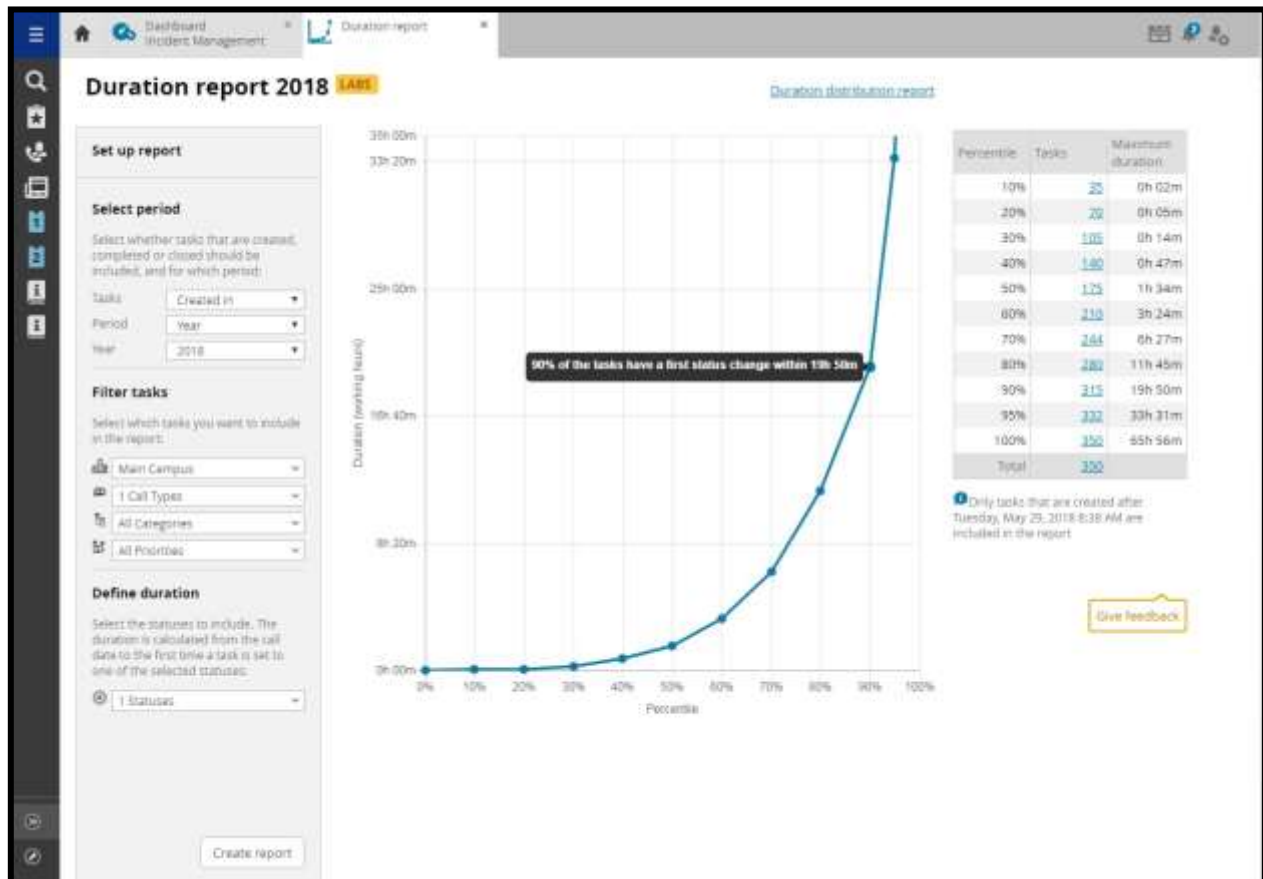 Dashboard
Incident Management
Duration report
Duration report 2018 LABS
Duration distribution report
Set up report
Select period
Select whether tasks that are created,
completed or closed should be
included, and for which period:
Tasks Created in
Period Year
Year 2018
Filter tasks
Select which tasks you want to include
in the report:
Main Campus
1 Call Types
All Categories
All Priorities
Define duration
Select the statuses to include. The
duration is calculated from the call
date to the first time a task is set to
one of the selected statuses:
1 Statuses
Create report
33h 20m
25h 00m
16h 40m
8h 20m
0h 00m
Duration (working hours)
90% of the tasks have a first status change within 19h 50m
0% 10% 20% 30% 40% 50% 60% 70% 80% 90% 100%
Percentile
Percentile Tasks Maximum
duration
10% 35 0h 02m
20% 70 0h 05m
30% 105 0h 14m
40% 140 0h 47m
50% 175 1h 34m
60% 210 3h 24m
70% 244 6h 27m
80% 280 11h 45m
90% 315 19h 50m
95% 332 33h 31m
100% 350 65h 56m
Total 350
Only tasks that are created after
Tuesday, May 29, 2018 8:38 AM are
included in the report
Give feedback